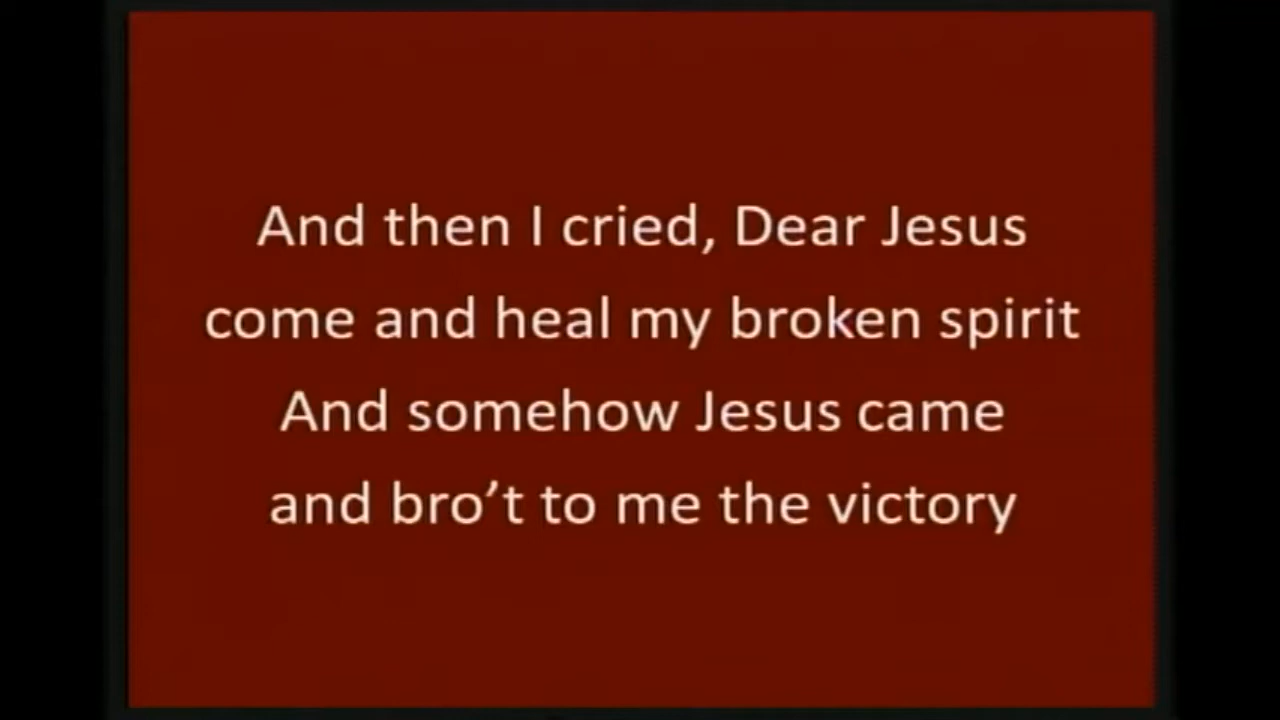 And then I cried, Dear Jesus
come and heal my broken spirit
And somehow Jesus came
and bro’t to me the victory